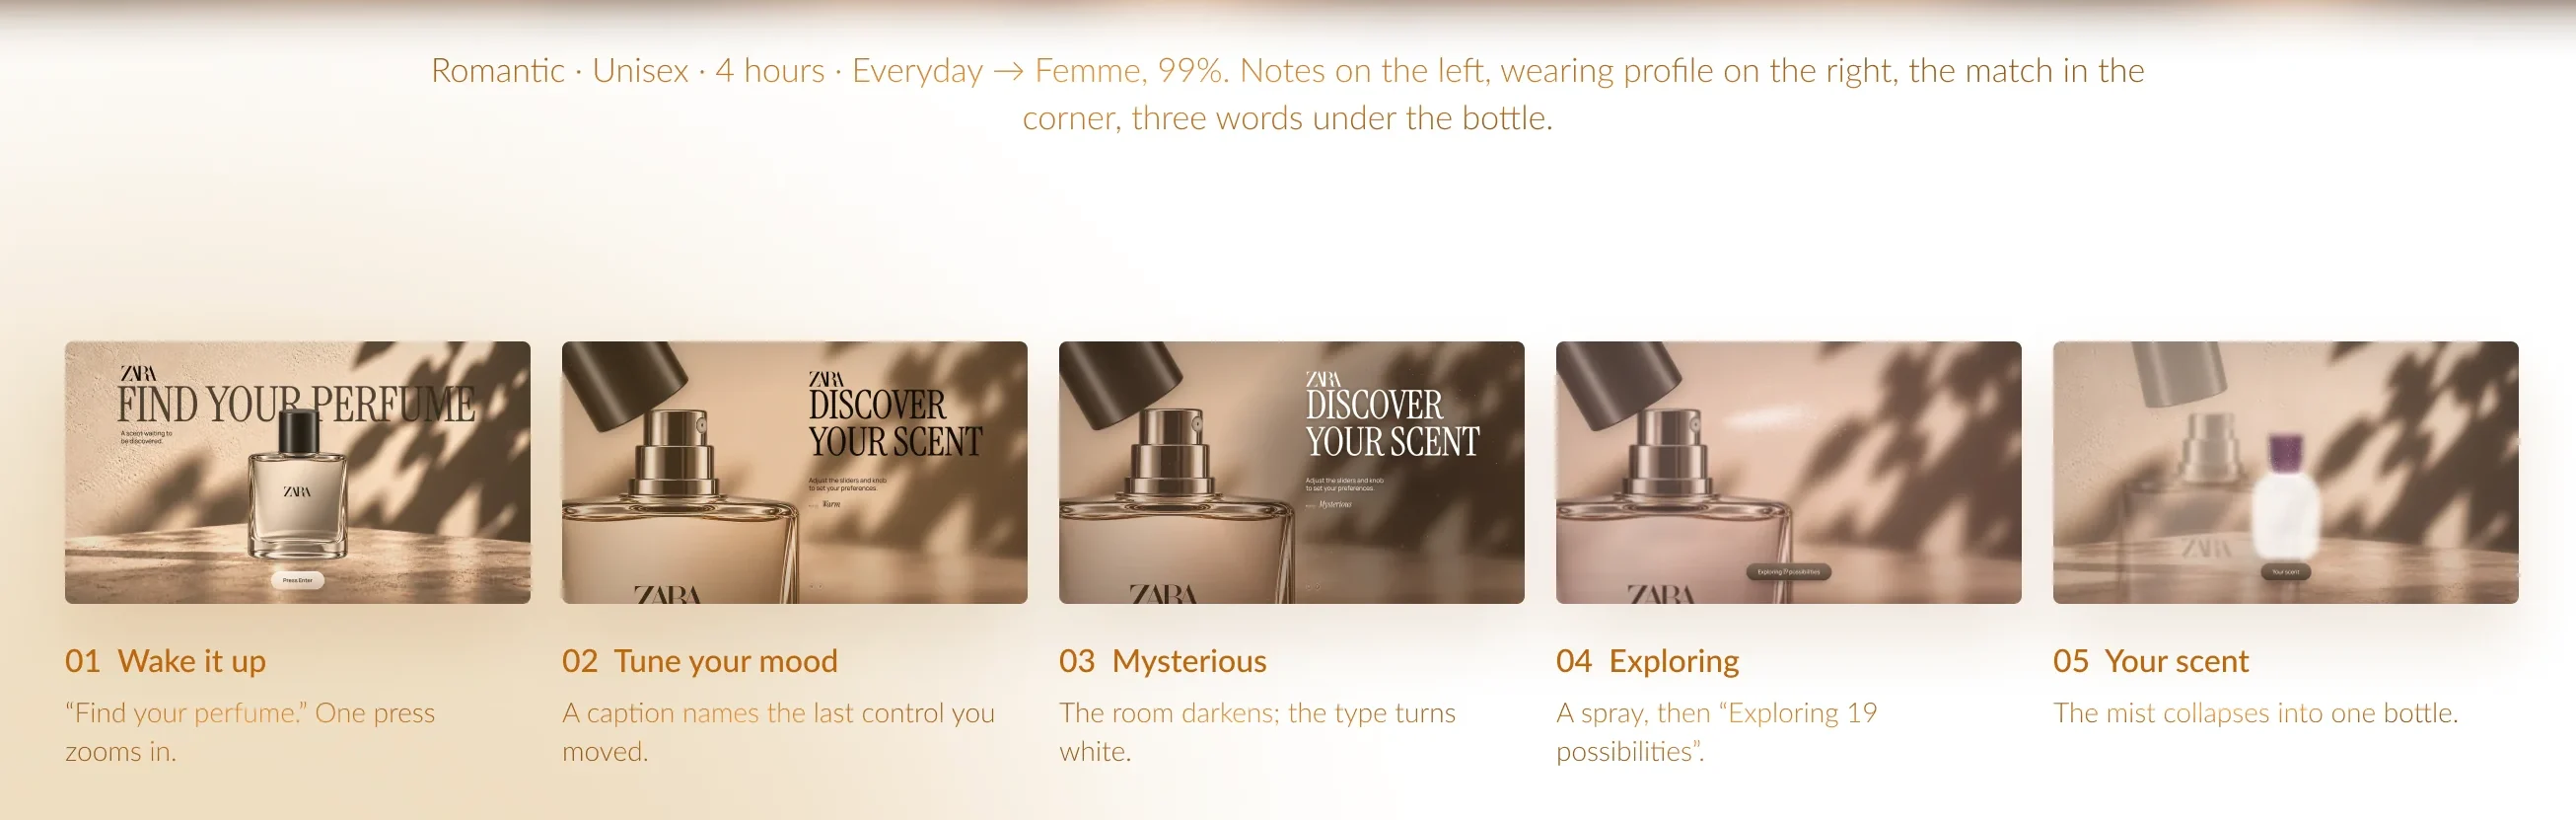 Romantic · Unisex · 4 hours · Everyday → Femme, 99%. Notes on the left, wearing profile on the right, the match in the
corner, three words under the bottle.
ZARA
FIND YOUR PERFUME
A scent waiting to
be discovered.
ZARA
Press Enter
ZARA
DISCOVER
YOUR SCENT
Adjust the sliders and knob
to set your preferences.
Warm
ZARA
ZARA
DISCOVER
YOUR SCENT
Adjust the sliders and knob
to set your preferences.
Mysterious
ZARA
Exploring 19 possibilities
ZARA
ZARA
Your scent
01 Wake it up
“Find your perfume.” One press
zooms in.
02 Tune your mood
A caption names the last control you
moved.
03 Mysterious
The room darkens; the type turns
white.
04 Exploring
A spray, then “Exploring 19
possibilities”.
05 Your scent
The mist collapses into one bottle.